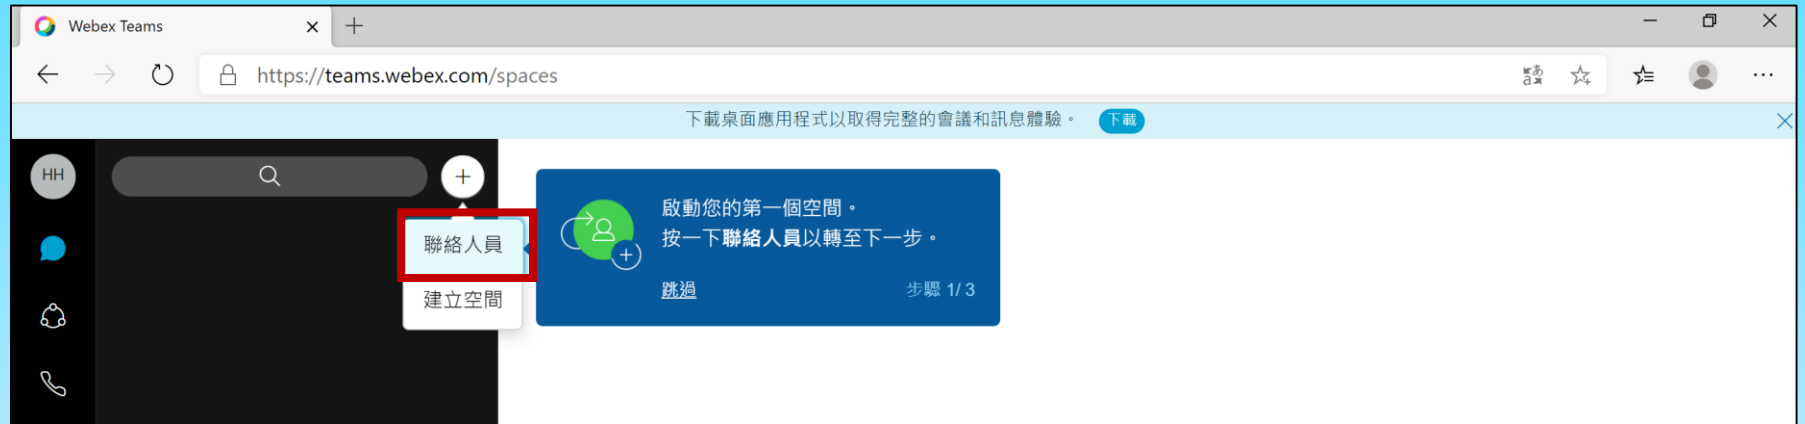 Webex Teams
https://teams.webex.com/spaces
下載桌面應用程式以取得完整的會議和訊息體驗。 下載
HH
聯絡人員
建立空間
啟動您的第一個空間。
按一下聯絡人員以轉至下一步。
跳過 步驟 1/ 3